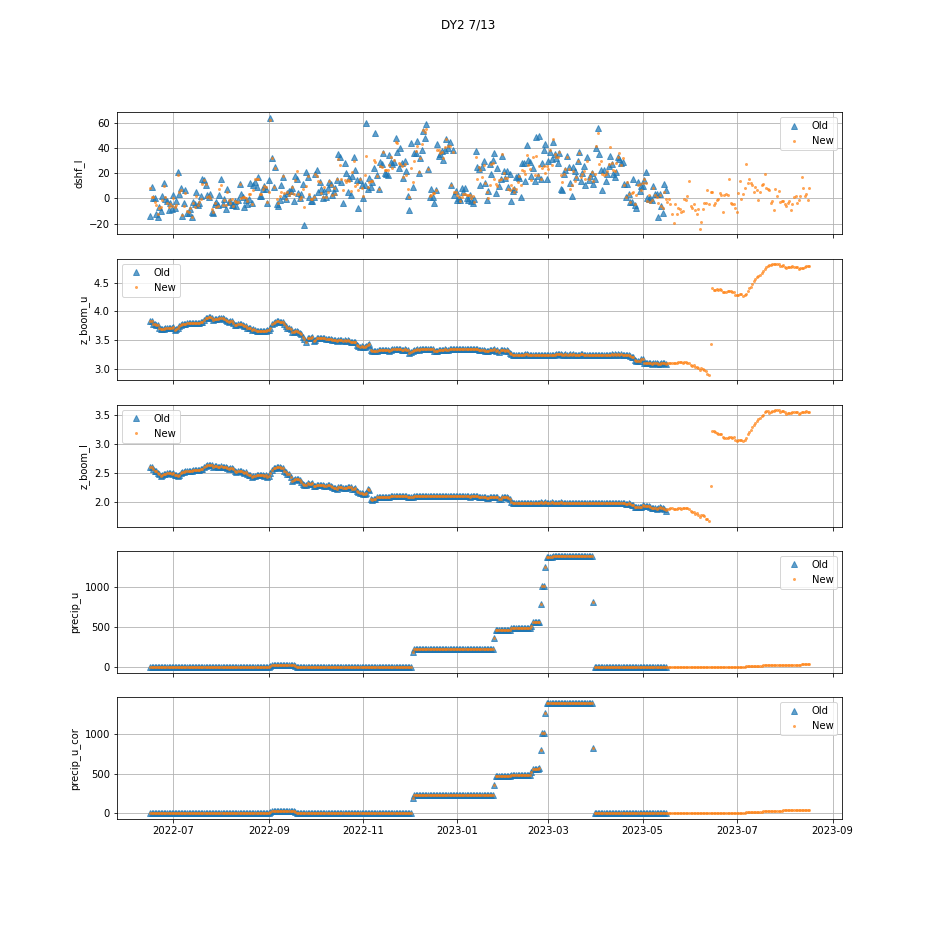 DY2 7/13
dshf_l
60
40
20
0
−20
Old
New
z_boom_u
4.5
4.0
3.5
3.0
Old
New
z_boom_l
3.5
3.0
2.5
2.0
Old
New
precip_u
1000
500
0
Old
New
precip_u_cor
1000
500
0
Old
New
2022-07 2022-09 2022-11 2023-01 2023-03 2023-05 2023-07 2023-09